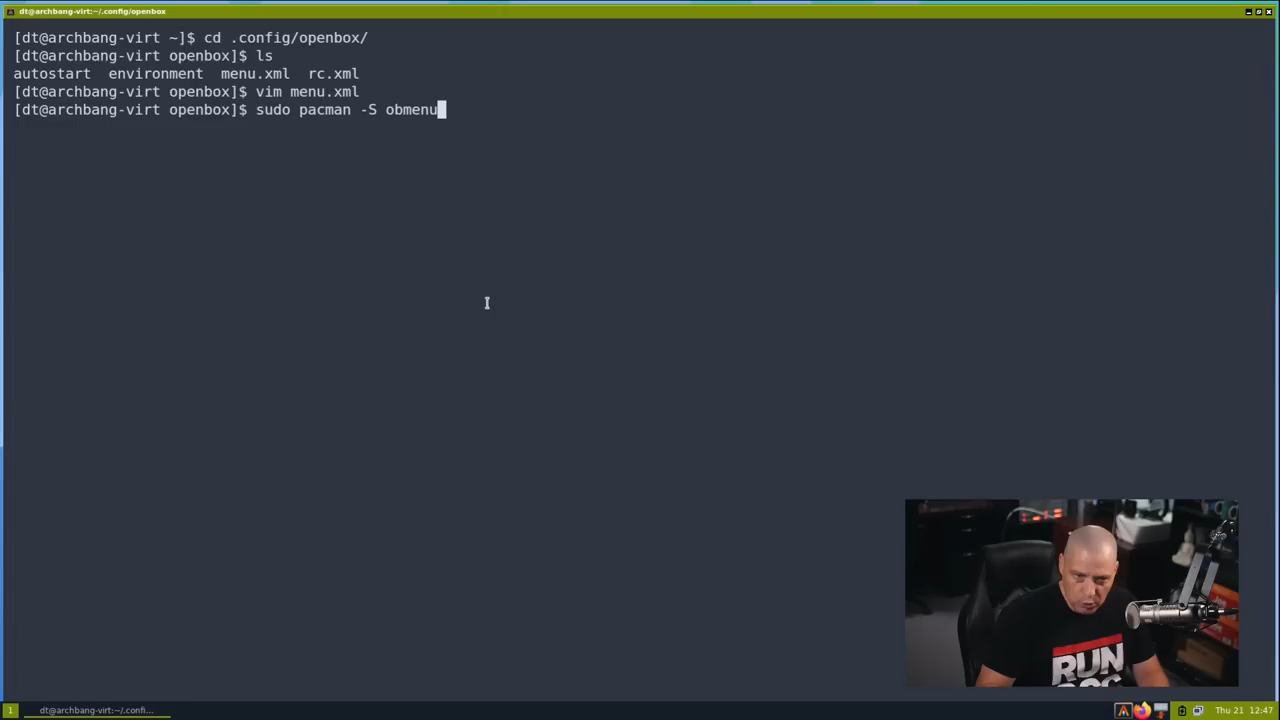 dt@archbang-virt:~/.config/openbox
[dt@archbang-virt ~]$ cd .config/openbox/
[dt@archbang-virt openbox]$ ls
autostart  environment  menu.xml  rc.xml
[dt@archbang-virt openbox]$ vim menu.xml
[dt@archbang-virt openbox]$ sudo pacman -S obmenu
RUN
1
dt@archbang-virt:~/.confi...
Thu 21
12:47